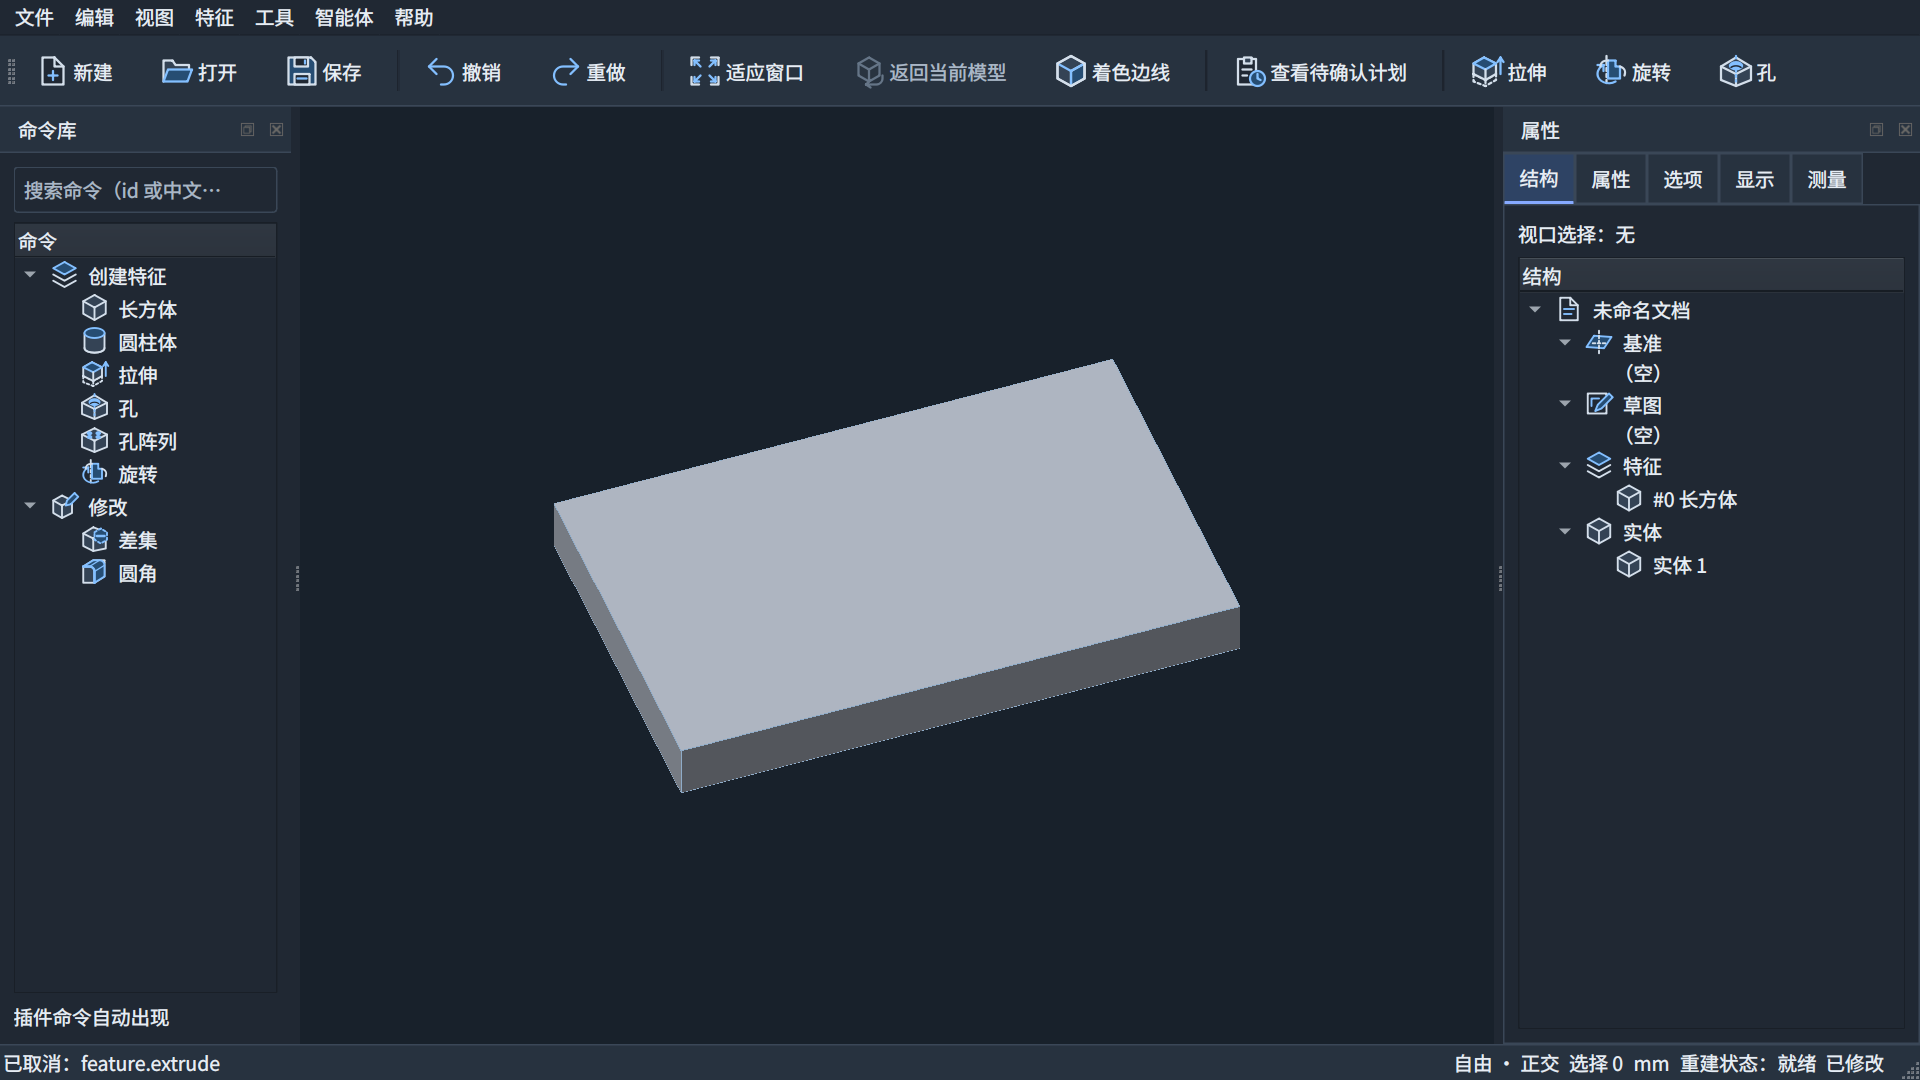 文件 编辑 视图 特征 工具 智能体 帮助
新建 打开 保存 撤销 重做 适应窗口 返回当前模型 着色边线 查看待确认计划 拉伸 旋转 孔
命令库
搜索命令（id 或中文…
命令
创建特征
长方体
圆柱体
拉伸
孔
孔阵列
旋转
修改
差集
圆角
插件命令自动出现
属性
结构 属性 选项 显示 测量
视口选择：无
结构
未命名文档
基准
（空）
草图
（空）
特征
#0 长方体
实体
实体 1
已取消：feature.extrude
自由 · 正交 选择 0 mm 重建状态：就绪 已修改